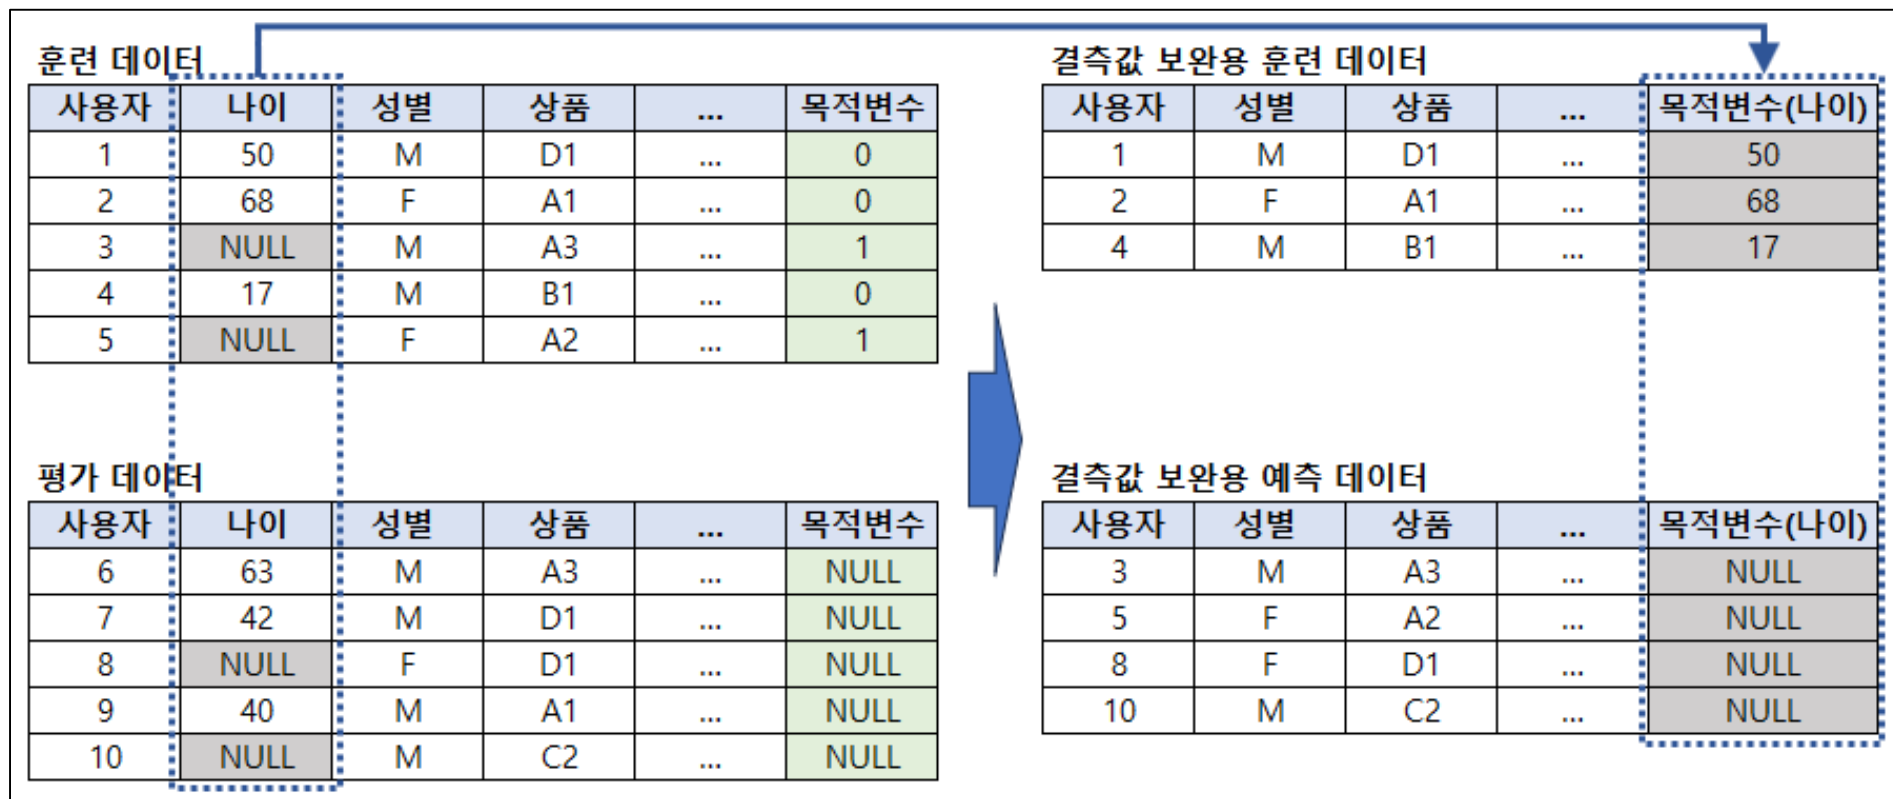 훈련 데이터
사용자 나이 성별 상품 ... 목적변수
1 50 M D1 ... 0
2 68 F A1 ... 0
3 NULL M A3 ... 1
4 17 M B1 ... 0
5 NULL F A2 ... 1
평가 데이터
사용자 나이 성별 상품 ... 목적변수
6 63 M A3 ... NULL
7 42 M D1 ... NULL
8 NULL F D1 ... NULL
9 40 M A1 ... NULL
10 NULL M C2 ... NULL
결측값 보완용 훈련 데이터
사용자 성별 상품 ... 목적변수(나이)
1 M D1 ... 50
2 F A1 ... 68
4 M B1 ... 17
결측값 보완용 예측 데이터
사용자 성별 상품 ... 목적변수(나이)
3 M A3 ... NULL
5 F A2 ... NULL
8 F D1 ... NULL
10 M C2 ... NULL